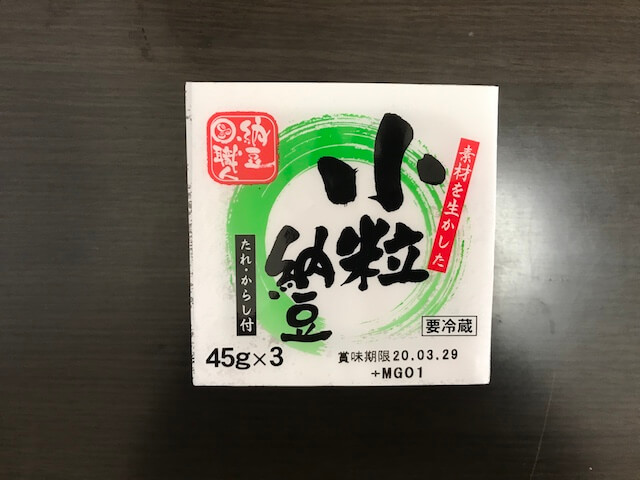 納豆
職人
素材を生かした
小粒
納豆
たれ・からし付
要冷蔵
45g×3
賞味期限20.03.29
+MG01